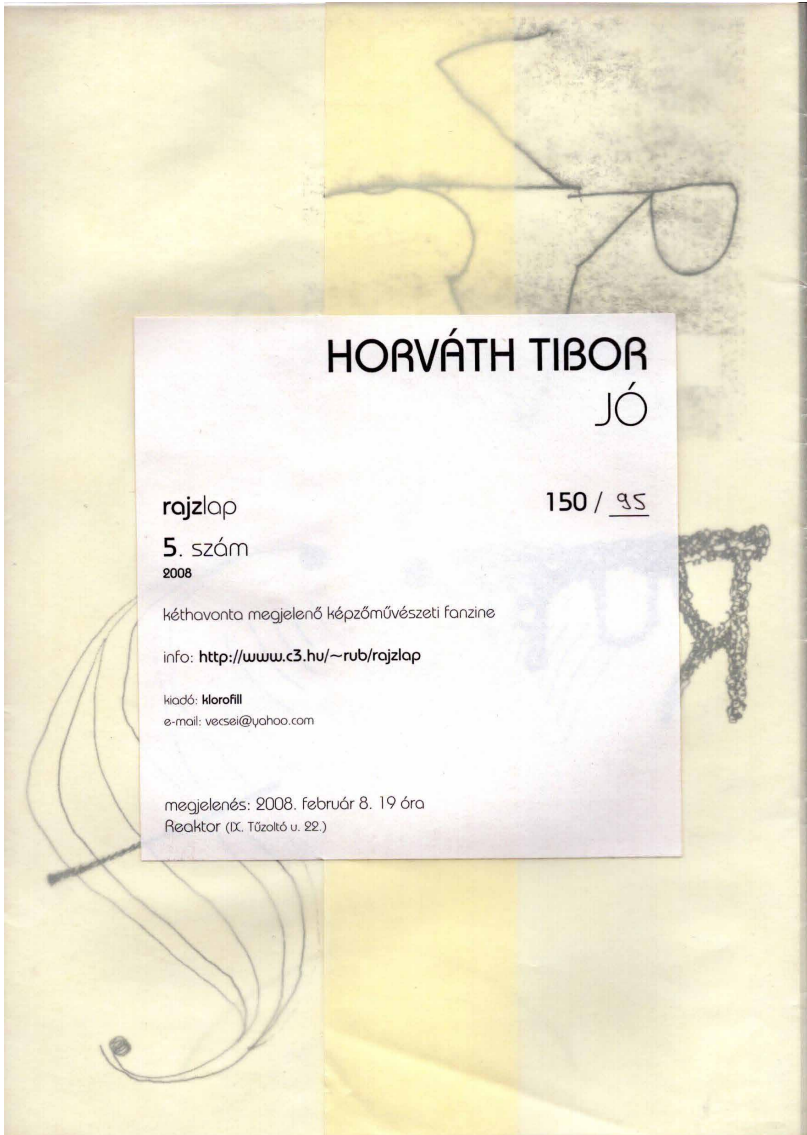 HORVÁTH TIBOR
JÓ
rajzlap 150 / 95
5. szám
2008
kéthavonta megjelenő képzőművészeti fanzine
info: http://www.c3.hu/~rub/rajzlap
kiadó: klorofill
e-mail: vecsei@yahoo.com
megjelenés: 2008. február 8. 19 óra
Reaktor (IX. Tűzoltó u. 22.)